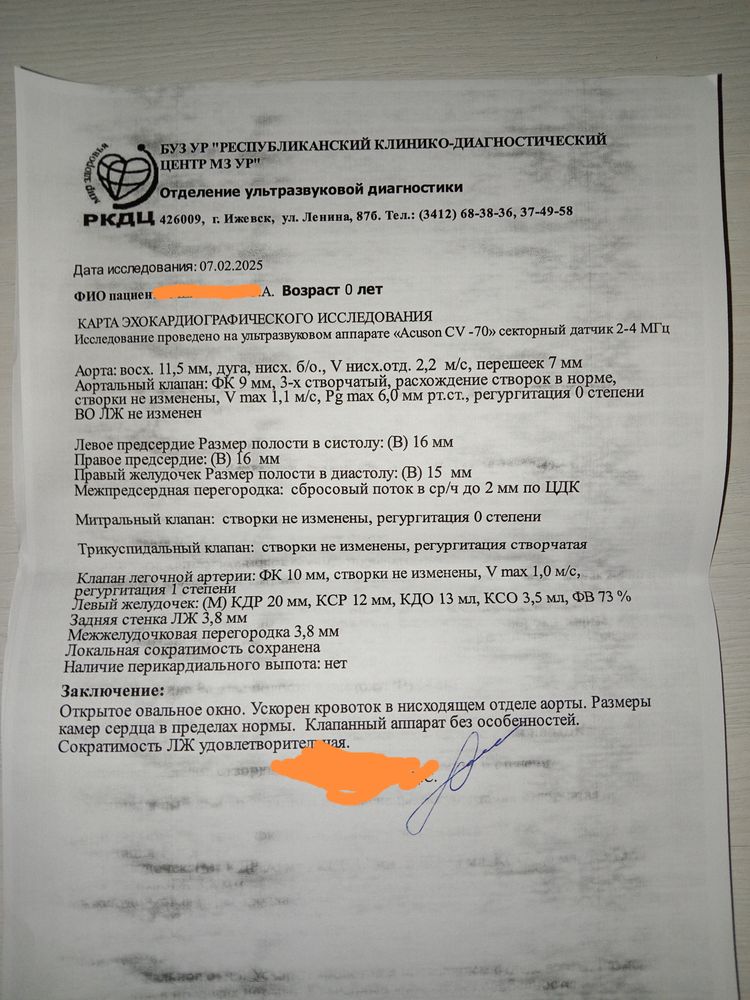 мир здоровья
РКДЦ
БУЗ УР "РЕСПУБЛИКАНСКИЙ КЛИНИКО-ДИАГНОСТИЧЕСКИЙ
ЦЕНТР МЗ УР"
Отделение ультразвуковой диагностики
426009, г. Ижевск, ул. Ленина, 87б. Тел.: (3412) 68-38-36, 37-49-58
Дата исследования: 07.02.2025
ФИО пациен А. Возраст 0 лет
КАРТА ЭХОКАРДИОГРАФИЧЕСКОГО ИССЛЕДОВАНИЯ
Исследование проведено на ультразвуковом аппарате «Acuson CV -70» секторный датчик 2-4 МГц
Аорта: восх. 11,5 мм, дуга, нисх. б/о., V нисх.отд. 2,2 м/с, перешеек 7 мм
Аортальный клапан: ФК 9 мм, 3-х створчатый, расхождение створок в норме,
створки не изменены, V max 1,1 м/с, Pg max 6,0 мм рт.ст., регургитация 0 степени
ВО ЛЖ не изменен
Левое предсердие Размер полости в систолу: (В) 16 мм
Правое предсердие: (В) 16 мм
Правый желудочек Размер полости в диастолу: (В) 15 мм
Межпредсердная перегородка: сбросовый поток в ср/ч до 2 мм по ЦДК
Митральный клапан: створки не изменены, регургитация 0 степени
Трикуспидальный клапан: створки не изменены, регургитация створчатая
Клапан легочной артерии: ФК 10 мм, створки не изменены, V max 1,0 м/с,
регургитация 1 степени
Левый желудочек: (М) КДР 20 мм, КСР 12 мм, КДО 13 мл, КСО 3,5 мл, ФВ 73 %
Задняя стенка ЛЖ 3,8 мм
Межжелудочковая перегородка 3,8 мм
Локальная сократимость сохранена
Наличие перикардиального выпота: нет
Заключение:
Открытое овальное окно. Ускорен кровоток в нисходящем отделе аорты. Размеры
камер сердца в пределах нормы. Клапанный аппарат без особенностей.
Сократимость ЛЖ удовлетворительная.